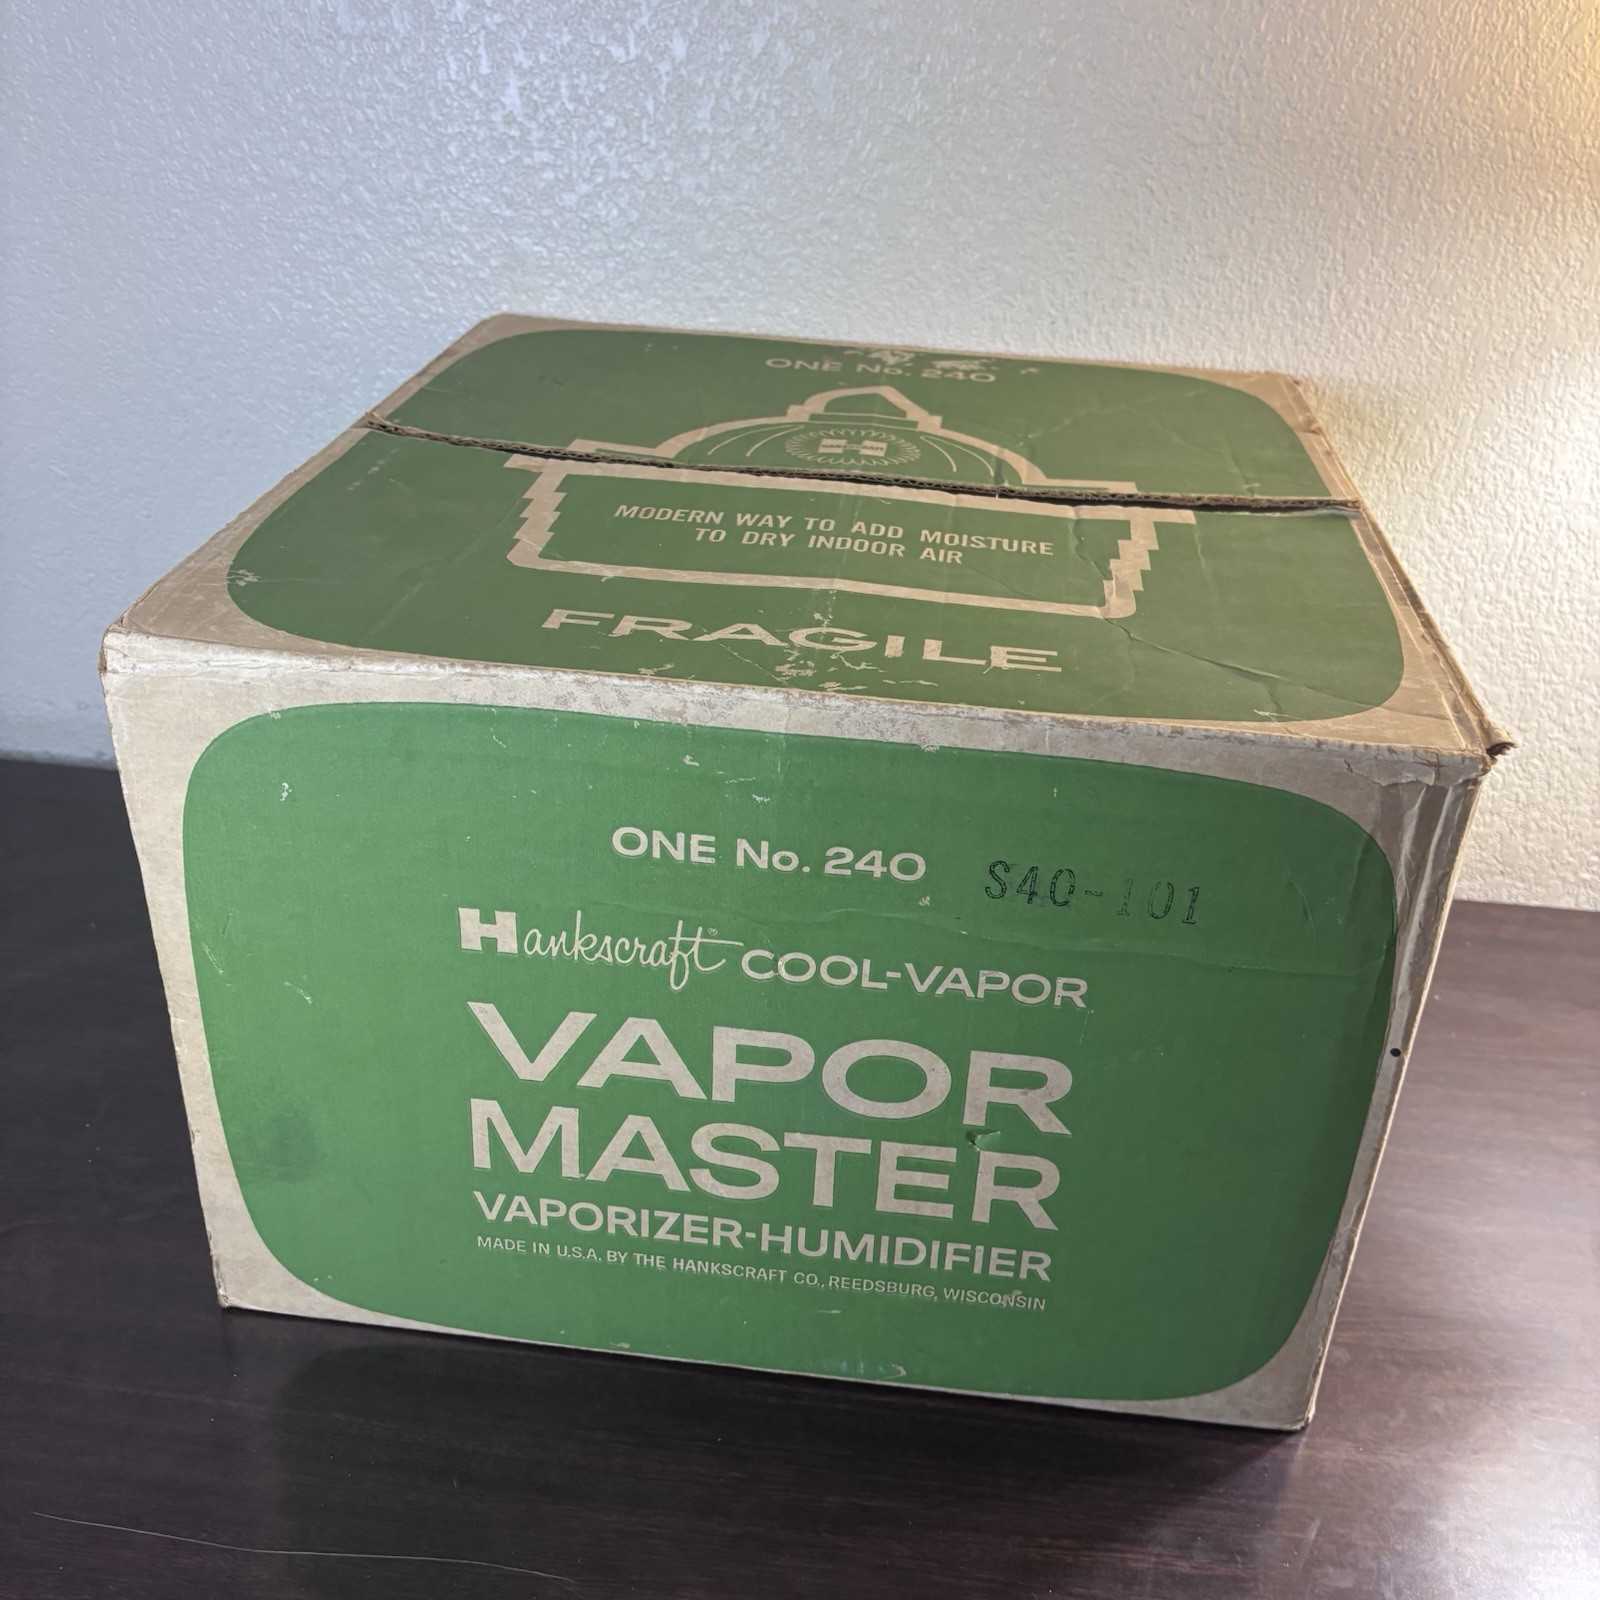 ONE No. 240
HANKSCRAFT
MODERN WAY TO ADD MOISTURE
TO DRY INDOOR AIR
FRAGILE
ONE No. 240
S40-101
Hankscraft® COOL-VAPOR
VAPOR
MASTER
VAPORIZER-HUMIDIFIER
MADE IN U.S.A. BY THE HANKSCRAFT CO., REEDSBURG, WISCONSIN